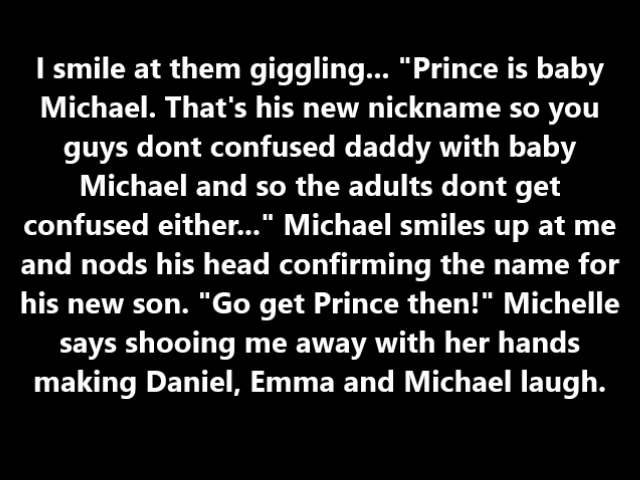 I smile at them giggling... "Prince is baby
Michael. That's his new nickname so you
guys dont confused daddy with baby
Michael and so the adults dont get
confused either..." Michael smiles up at me
and nods his head confirming the name for
his new son. "Go get Prince then!" Michelle
says shooing me away with her hands
making Daniel, Emma and Michael laugh.